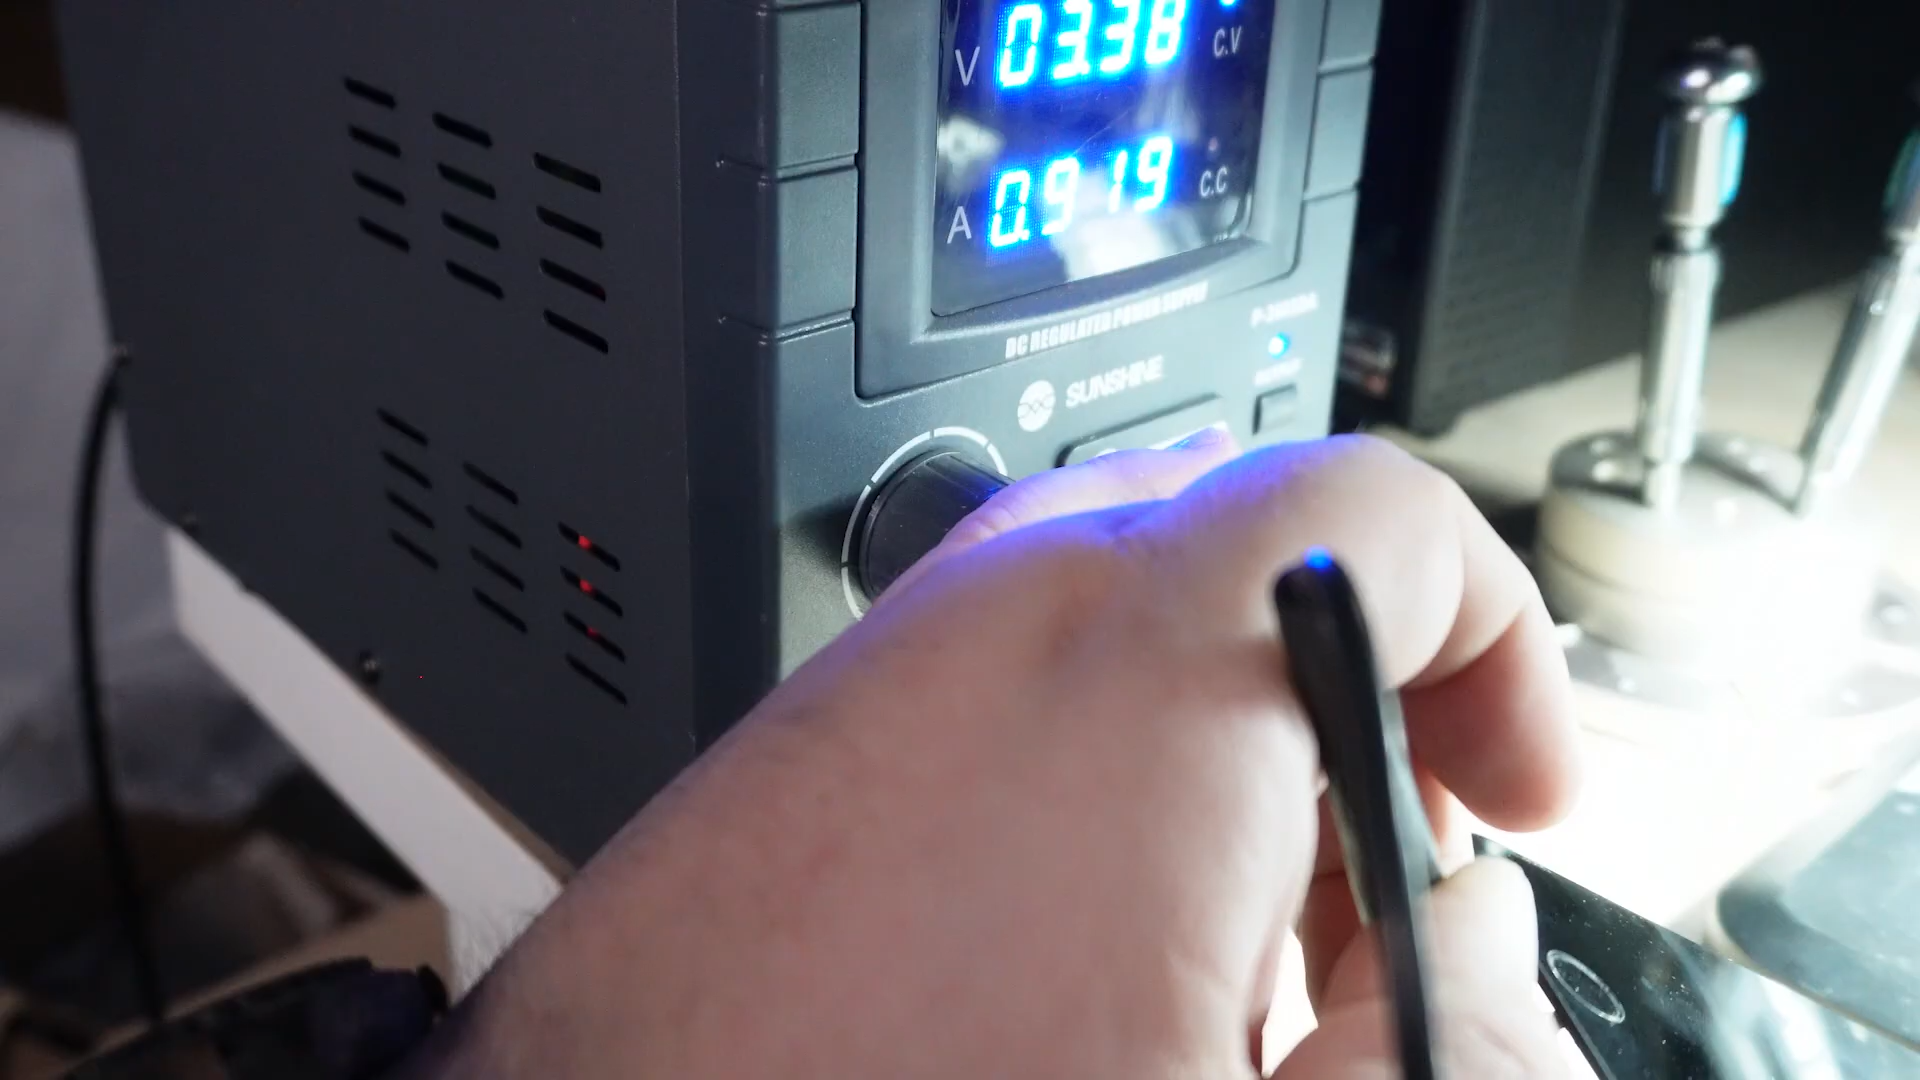 V 03.38 C.V
A 0.919 C.C
DC REGULATED POWER SUPPLY
SUNSHINE